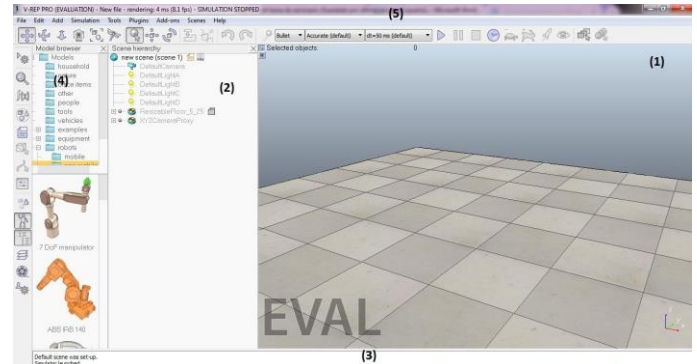 V-REP PRO (EVALUATION) - New file - rendering: 4 ms (8.1 fps) - SIMULATION STOPPED
(5)
File Edit Add Simulation Tools Plugins Add-ons Scenes Help
Bullet
Accurate (default)
dt=50 ms (default)
Model browser
Scene hierarchy
Selected objects:
0
Models
household
other
people
tools
vehicles
examples
equipment
robots
mobile
(4)
new scene (scene 1)
DefaultCamera
DefaultLightA
DefaultLightB
DefaultLightC
DefaultLightD
ResizableFloor_5_25
XYZCameraProxy
(2)
(1)
7 DoF manipulator
ABB IRB 140
EVAL
(3)
Default scene was set-up.
Simulator launched.